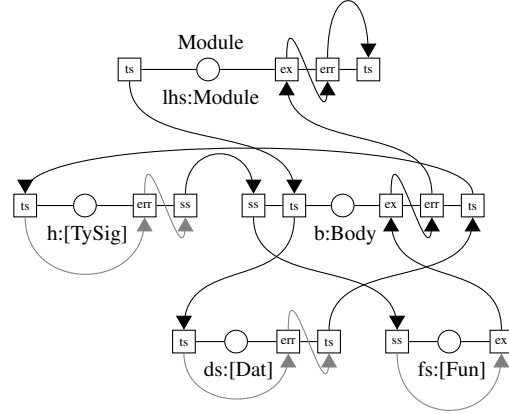 Module
ts ex err ts
lhs:Module
ts err ss ss ts ex err ts
h:[TySig] b:Body
ts err ts ss ex
ds:[Dat] fs:[Fun]